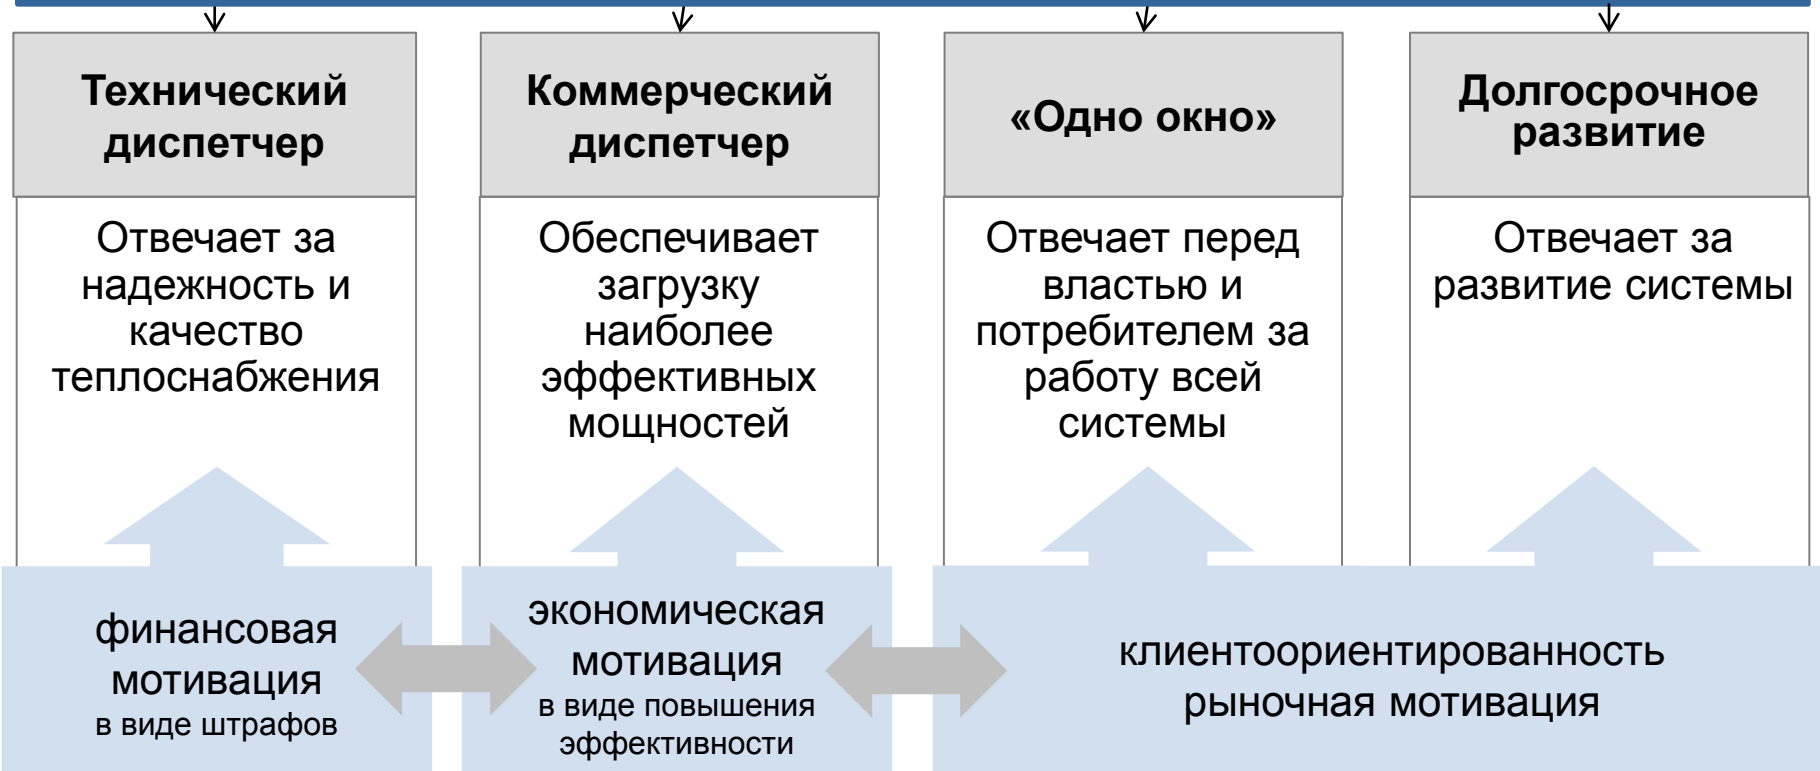 Технический
диспетчер
Отвечает за
надежность и
качество
теплоснабжения
финансовая
мотивация
в виде штрафов
Коммерческий
диспетчер
Обеспечивает
загрузку
наиболее
эффективных
мощностей
экономическая
мотивация
в виде повышения
эффективности
«Одно окно»
Отвечает перед
властью и
потребителем за
работу всей
системы
Долгосрочное
развитие
Отвечает за
развитие системы
клиентоориентированность
рыночная мотивация